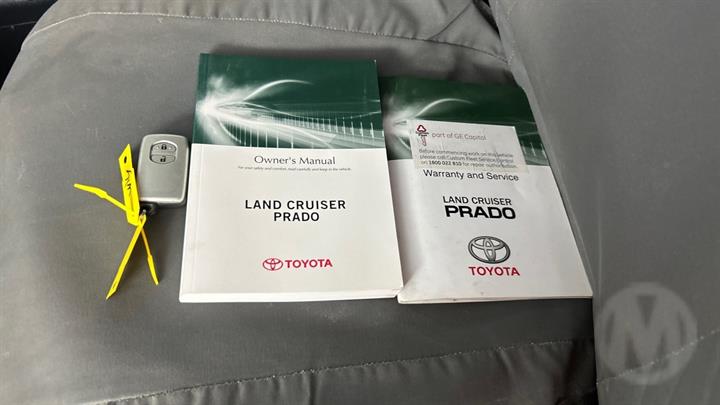 Owner's Manual
For your safety and comfort, read carefully and keep in the vehicle.
LAND CRUISER
PRADO
TOYOTA
part of GE Capital
Before commencing work on this vehicle
please call Custom Fleet Service Control
on 1800 022 810 for repair authorisation.
Warranty and Service
LAND CRUISER
PRADO
TOYOTA
M